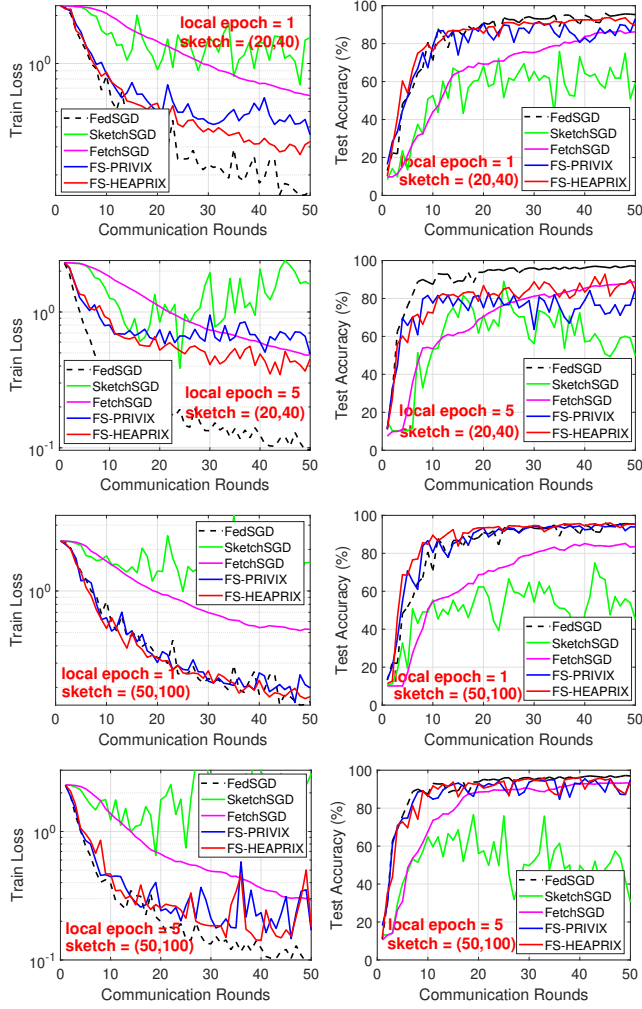 local epoch = 1
sketch = (20,40)
10^0
Train Loss
FedSGD
SketchSGD
FetchSGD
FS-PRIVIX
FS-HEAPRIX
0 10 20 30 40 50
Communication Rounds
100
80
60
40
20
0
Test Accuracy (%)
local epoch = 1
sketch = (20,40)
FedSGD
SketchSGD
FetchSGD
FS-PRIVIX
FS-HEAPRIX
0 10 20 30 40 50
Communication Rounds
10^0
10^-1
Train Loss
local epoch = 5
sketch = (20,40)
FedSGD
SketchSGD
FetchSGD
FS-PRIVIX
FS-HEAPRIX
0 10 20 30 40 50
Communication Rounds
100
80
60
40
20
0
Test Accuracy (%)
local epoch = 5
sketch = (20,40)
FedSGD
SketchSGD
FetchSGD
FS-PRIVIX
FS-HEAPRIX
0 10 20 30 40 50
Communication Rounds
10^0
Train Loss
FedSGD
SketchSGD
FetchSGD
FS-PRIVIX
FS-HEAPRIX
local epoch = 1
sketch = (50,100)
0 10 20 30 40 50
Communication Rounds
100
80
60
40
20
0
Test Accuracy (%)
FedSGD
SketchSGD
FetchSGD
FS-PRIVIX
FS-HEAPRIX
local epoch = 1
sketch = (50,100)
0 10 20 30 40 50
Communication Rounds
10^0
10^-1
Train Loss
FedSGD
SketchSGD
FetchSGD
FS-PRIVIX
FS-HEAPRIX
local epoch = 5
sketch = (50,100)
0 10 20 30 40 50
Communication Rounds
100
80
60
40
20
0
Test Accuracy (%)
FedSGD
SketchSGD
FetchSGD
FS-PRIVIX
FS-HEAPRIX
local epoch = 5
sketch = (50,100)
0 10 20 30 40 50
Communication Rounds